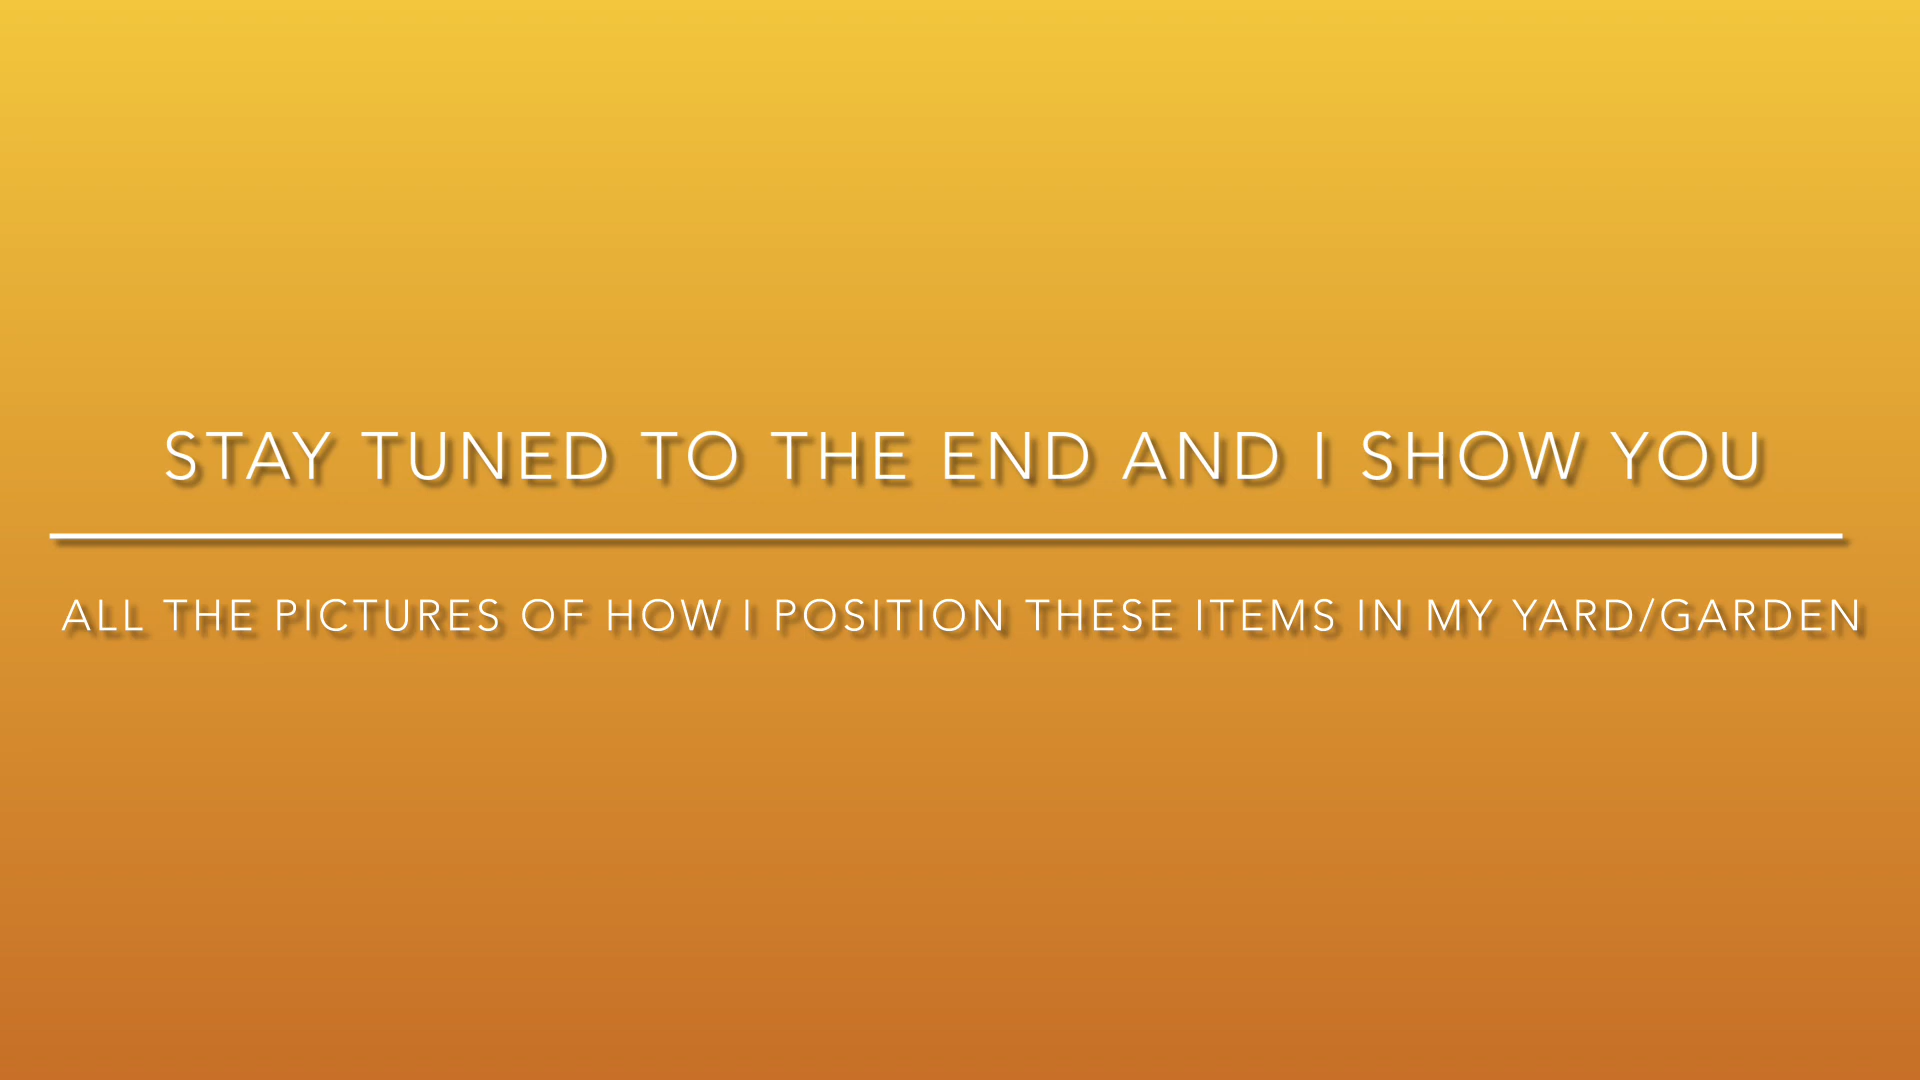 STAY TUNED TO THE END AND I SHOW YOU
ALL THE PICTURES OF HOW I POSITION THESE ITEMS IN MY YARD/GARDEN